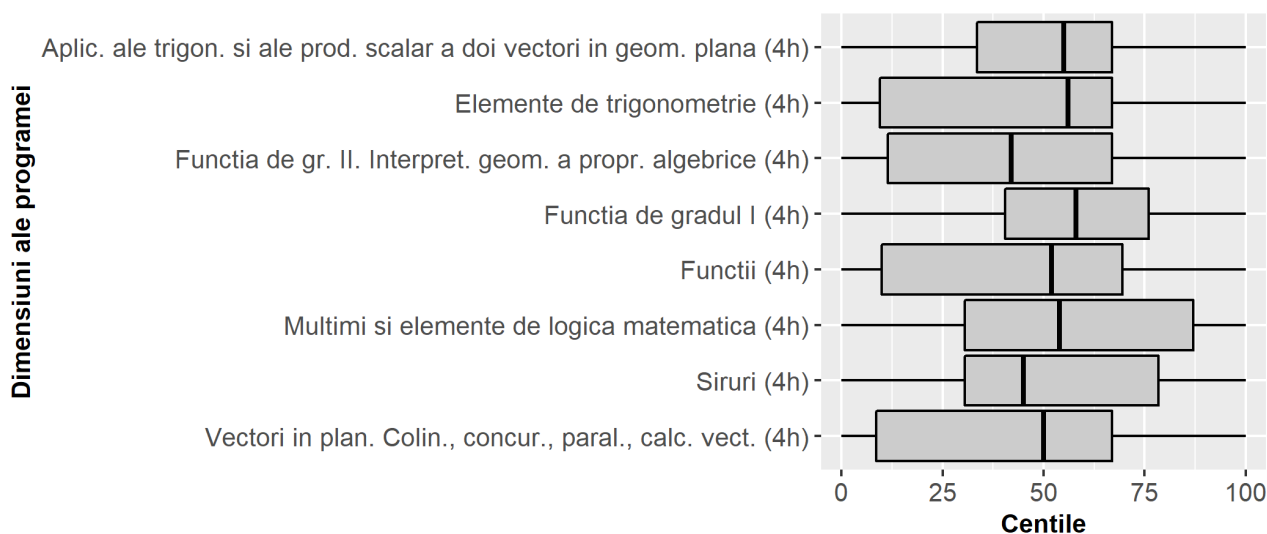 Dimensiuni ale programei
Aplic. ale trigon. si ale prod. scalar a doi vectori in geom. plana (4h)
Elemente de trigonometrie (4h)
Functia de gr. II. Interpret. geom. a propr. algebrice (4h)
Functia de gradul I (4h)
Functii (4h)
Multimi si elemente de logica matematica (4h)
Siruri (4h)
Vectori in plan. Colin., concur., paral., calc. vect. (4h)
0 25 50 75 100
Centile